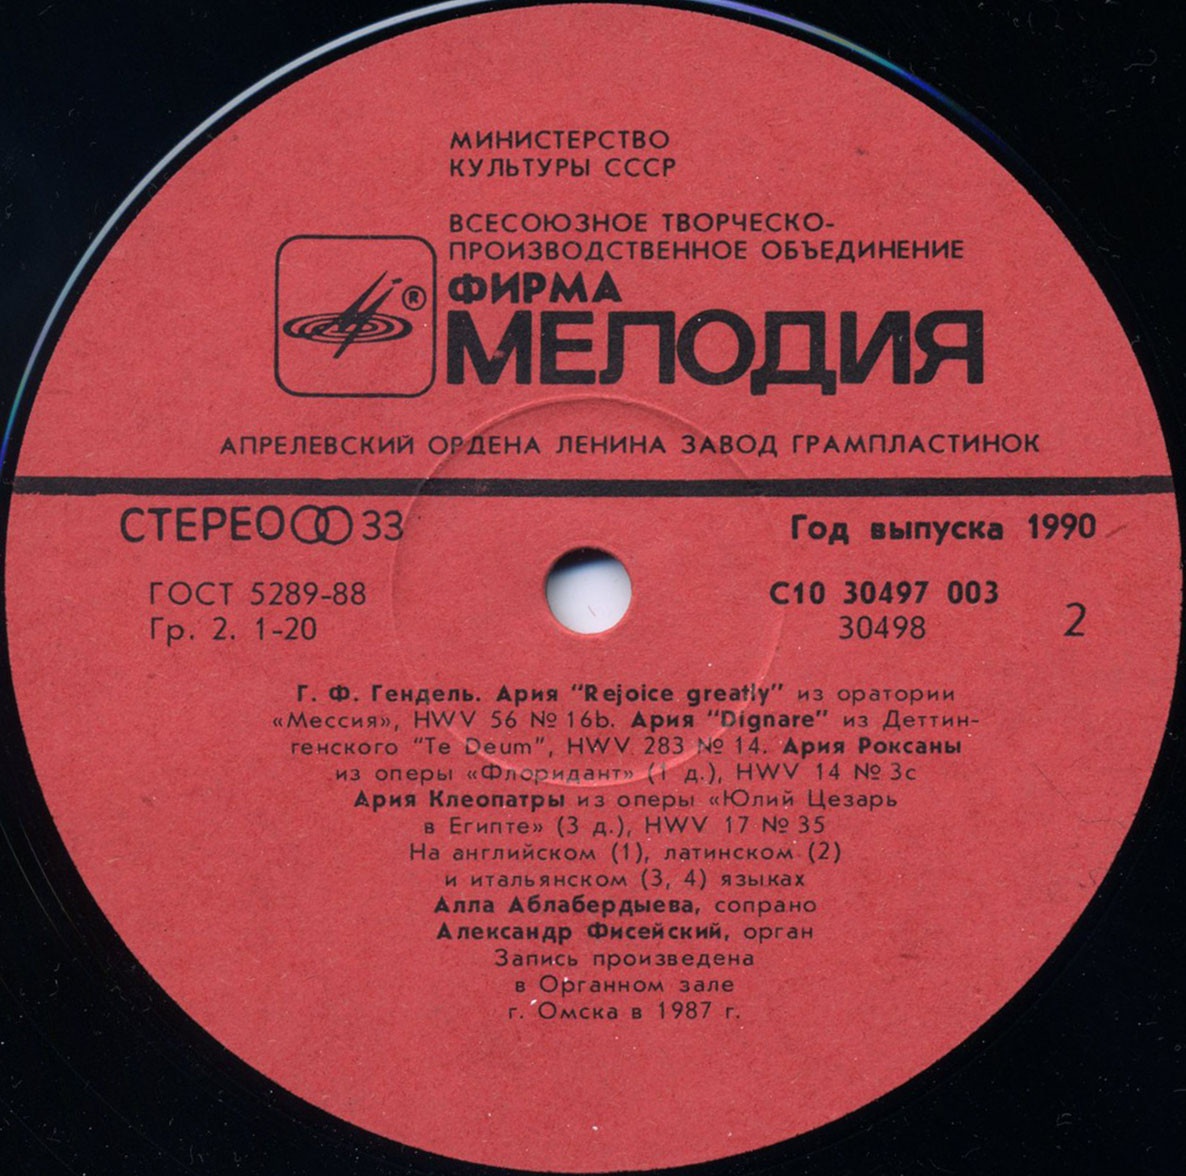 МИНИСТЕРСТВО
КУЛЬТУРЫ СССР
ВСЕСОЮЗНОЕ ТВОРЧЕСКО-
ПРОИЗВОДСТВЕННОЕ ОБЪЕДИНЕНИЕ
ФИРМА
®
МЕЛОДИЯ
АПРЕЛЕВСКИЙ ОРДЕНА ЛЕНИНА ЗАВОД ГРАМПЛАСТИНОК
СТЕРЕО 33
Год выпуска 1990
ГОСТ 5289-88
С10 30497 003
Гр. 2. 1-20
30498
2
Г. Ф. Гендель. Ария "Rejoice greatly" из оратории
«Мессия», HWV 56 № 16b. Ария "Dignare" из Деттин-
генского "Te Deum", HWV 283 № 14. Ария Роксаны
из оперы «Флоридант» (1 д.), HWV 14 № 3c
Ария Клеопатры из оперы «Юлий Цезарь
в Египте» (3 д.), HWV 17 № 35
На английском (1), латинском (2)
и итальянском (3, 4) языках
Алла Аблабердыева, сопрано
Александр Фисейский, орган
Запись произведена
в Органном зале
г. Омска в 1987 г.